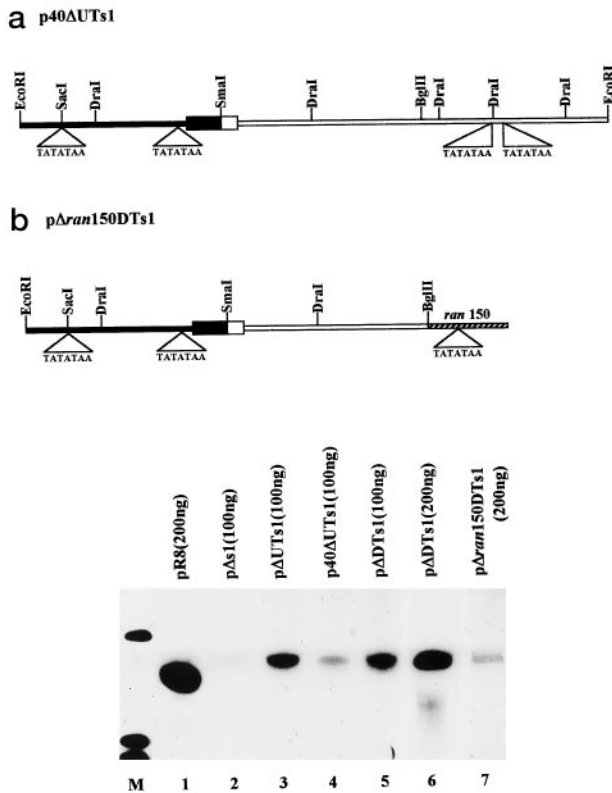 a p40ΔUTs1
EcoRI SacI DraI SmaI DraI BglII DraI DraI DraI EcoRI
TATATAA TATATAA TATATAA TATATAA
b pΔran150DTs1
EcoRI SacI DraI SmaI DraI BglII ran 150
TATATAA TATATAA TATATAA
pR8(200ng)
pΔs1(100ng)
pΔUTs1(100ng)
p40ΔUTs1(100ng)
pΔDTs1(100ng)
pΔDTs1(200ng)
pΔran150DTs1
(200ng)
M 1 2 3 4 5 6 7